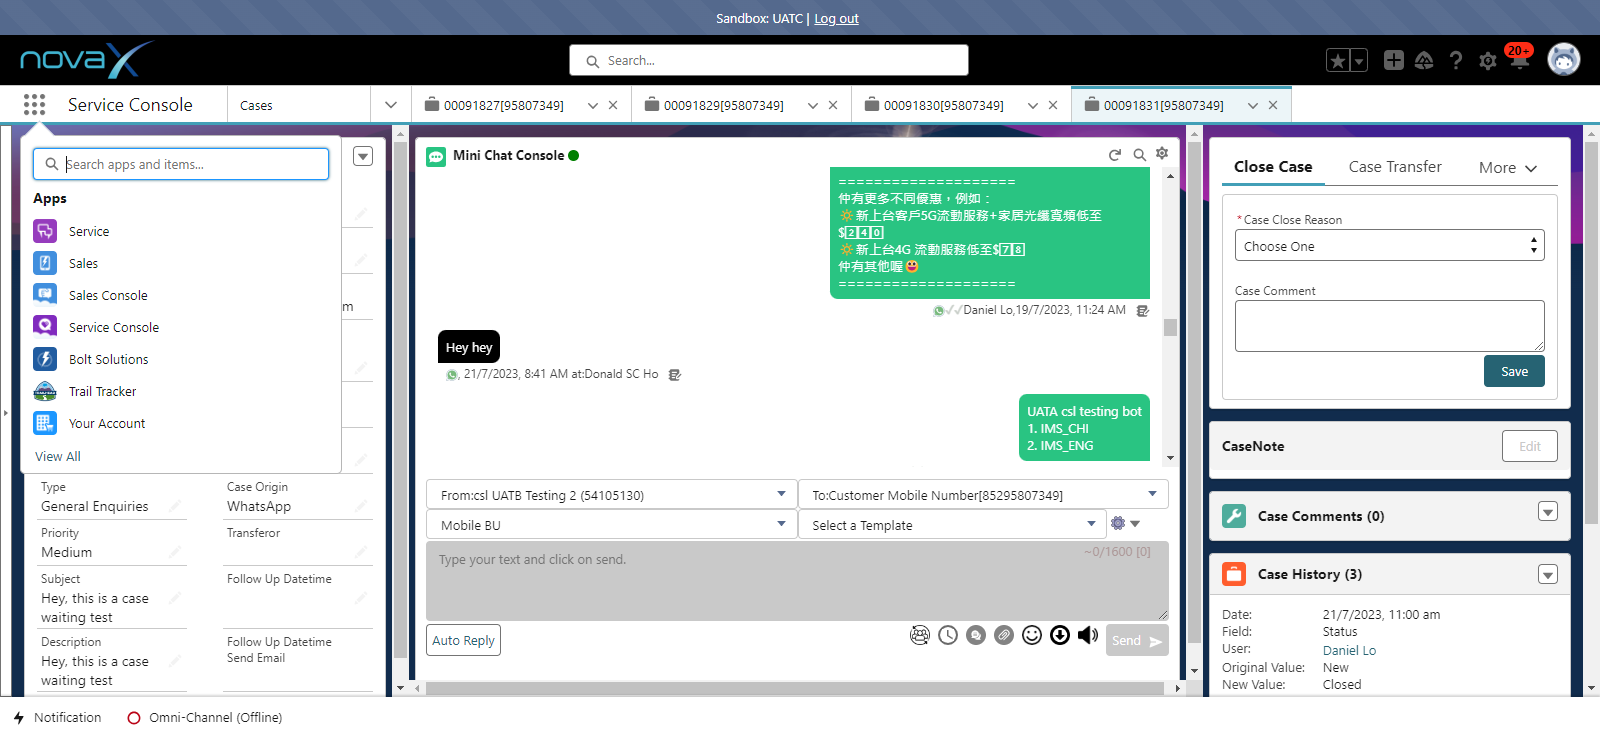 Sandbox: UATC | Log out
novaX
Search...
20+
Service Console
Cases
00091827[95807349]
00091829[95807349]
00091830[95807349]
00091831[95807349]
Search apps and items...
Apps
Service
Sales
Sales Console
Service Console
Bolt Solutions
Trail Tracker
Your Account
View All
m
Type
General Enquiries
Case Origin
WhatsApp
Priority
Medium
Transferor
Subject
Hey, this is a case
waiting test
Follow Up Datetime
Description
Hey, this is a case
waiting test
Follow Up Datetime
Send Email
Mini Chat Console
====================
仲有更多不同優惠，例如：
🔆新上台客戶5G流動服務+家居光纖寬頻低至
$2️⃣4️⃣0️⃣
🔆新上台4G 流動服務低至$7️⃣8️⃣
仲有其他喔😃
====================
Daniel Lo,19/7/2023, 11:24 AM
Hey hey
, 21/7/2023, 8:41 AM at:Donald SC Ho
UATA csl testing bot
1. IMS_CHI
2. IMS_ENG
From:csl UATB Testing 2 (54105130)
To:Customer Mobile Number[85295807349]
Mobile BU
Select a Template
Type your text and click on send.
~0/1600 [0]
Auto Reply
Send
Close Case
Case Transfer
More
*Case Close Reason
Choose One
Case Comment
Save
CaseNote
Edit
Case Comments (0)
Case History (3)
Date: 21/7/2023, 11:00 am
Field: Status
User: Daniel Lo
Original Value: New
New Value: Closed
Notification
Omni-Channel (Offline)